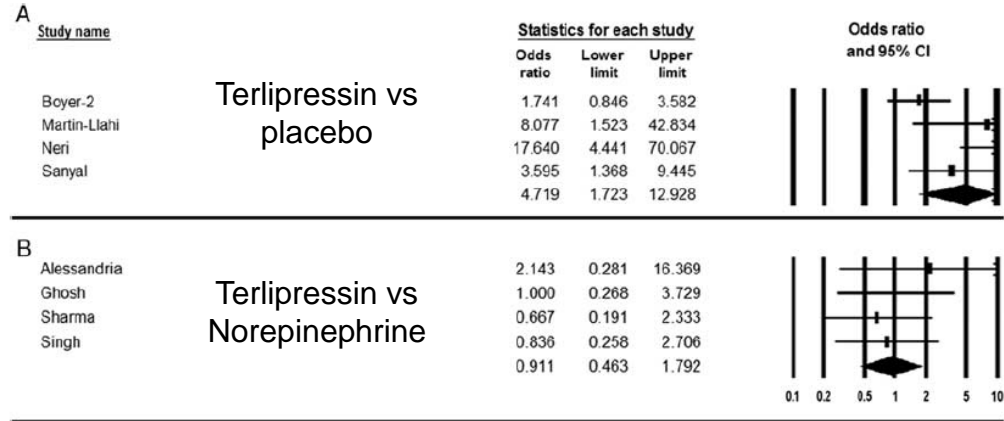 A
Study name Statistics for each study Odds ratio
and 95% CI
Odds ratio Lower limit Upper limit
Terlipressin vs
placebo
Boyer-2 1.741 0.846 3.582
Martin-Llahi 8.077 1.523 42.834
Neri 17.640 4.441 70.067
Sanyal 3.595 1.368 9.445
4.719 1.723 12.928
B
Terlipressin vs
Norepinephrine
Alessandria 2.143 0.281 16.369
Ghosh 1.000 0.268 3.729
Sharma 0.667 0.191 2.333
Singh 0.836 0.258 2.706
0.911 0.463 1.792
0.1 0.2 0.5 1 2 5 10